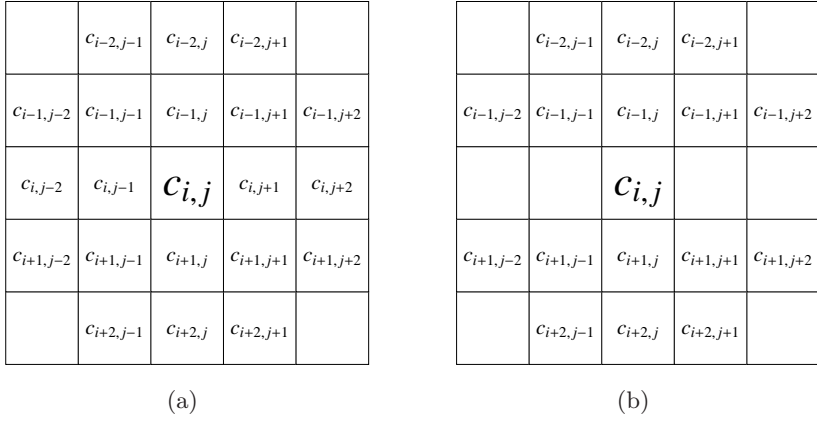 c_{i−2,j−1} c_{i−2,j} c_{i−2,j+1} c_{i−2,j−1} c_{i−2,j} c_{i−2,j+1}
c_{i−1,j−2} c_{i−1,j−1} c_{i−1,j} c_{i−1,j+1} c_{i−1,j+2} c_{i−1,j−2} c_{i−1,j−1} c_{i−1,j} c_{i−1,j+1} c_{i−1,j+2}
c_{i,j−2} c_{i,j−1} c_{i,j} c_{i,j+1} c_{i,j+2} c_{i,j}
c_{i+1,j−2} c_{i+1,j−1} c_{i+1,j} c_{i+1,j+1} c_{i+1,j+2} c_{i+1,j−2} c_{i+1,j−1} c_{i+1,j} c_{i+1,j+1} c_{i+1,j+2}
c_{i+2,j−1} c_{i+2,j} c_{i+2,j+1} c_{i+2,j−1} c_{i+2,j} c_{i+2,j+1}
(a) (b)